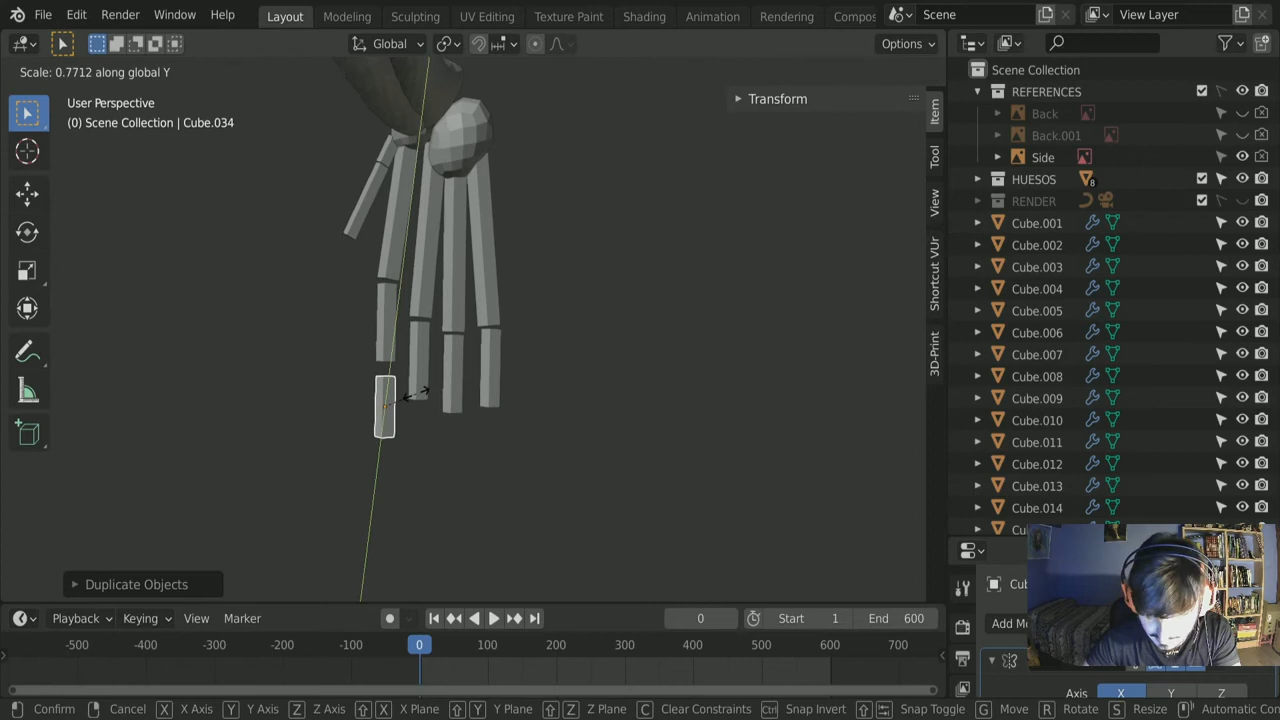 File Edit Render Window Help Layout Modeling Sculpting UV Editing Texture Paint Shading Animation Rendering Compos Scene View Layer
Global Options
Scale: 0.7712 along global Y
User Perspective
(0) Scene Collection | Cube.034
Transform
Item
Tool
View
Shortcut VUr
3D-Print
Duplicate Objects
Scene Collection
REFERENCES
Back
Back.001
Side
HUESOS
8
RENDER
Cube.001
Cube.002
Cube.003
Cube.004
Cube.005
Cube.006
Cube.007
Cube.008
Cube.009
Cube.010
Cube.011
Cube.012
Cube.013
Cube.014
Cu
Cub
Add Mo
Axis X Y Z
Playback Keying View Marker 0 Start 1 End 600
-500 -400 -300 -200 -100 0 100 200 300 400 500 600 700 800
Confirm Cancel X X Axis Y Y Axis Z Z Axis X X Plane Y Y Plane Z Z Plane C Clear Constraints Ctrl Snap Invert Snap Toggle G Move R Rotate S Resize Automatic Con